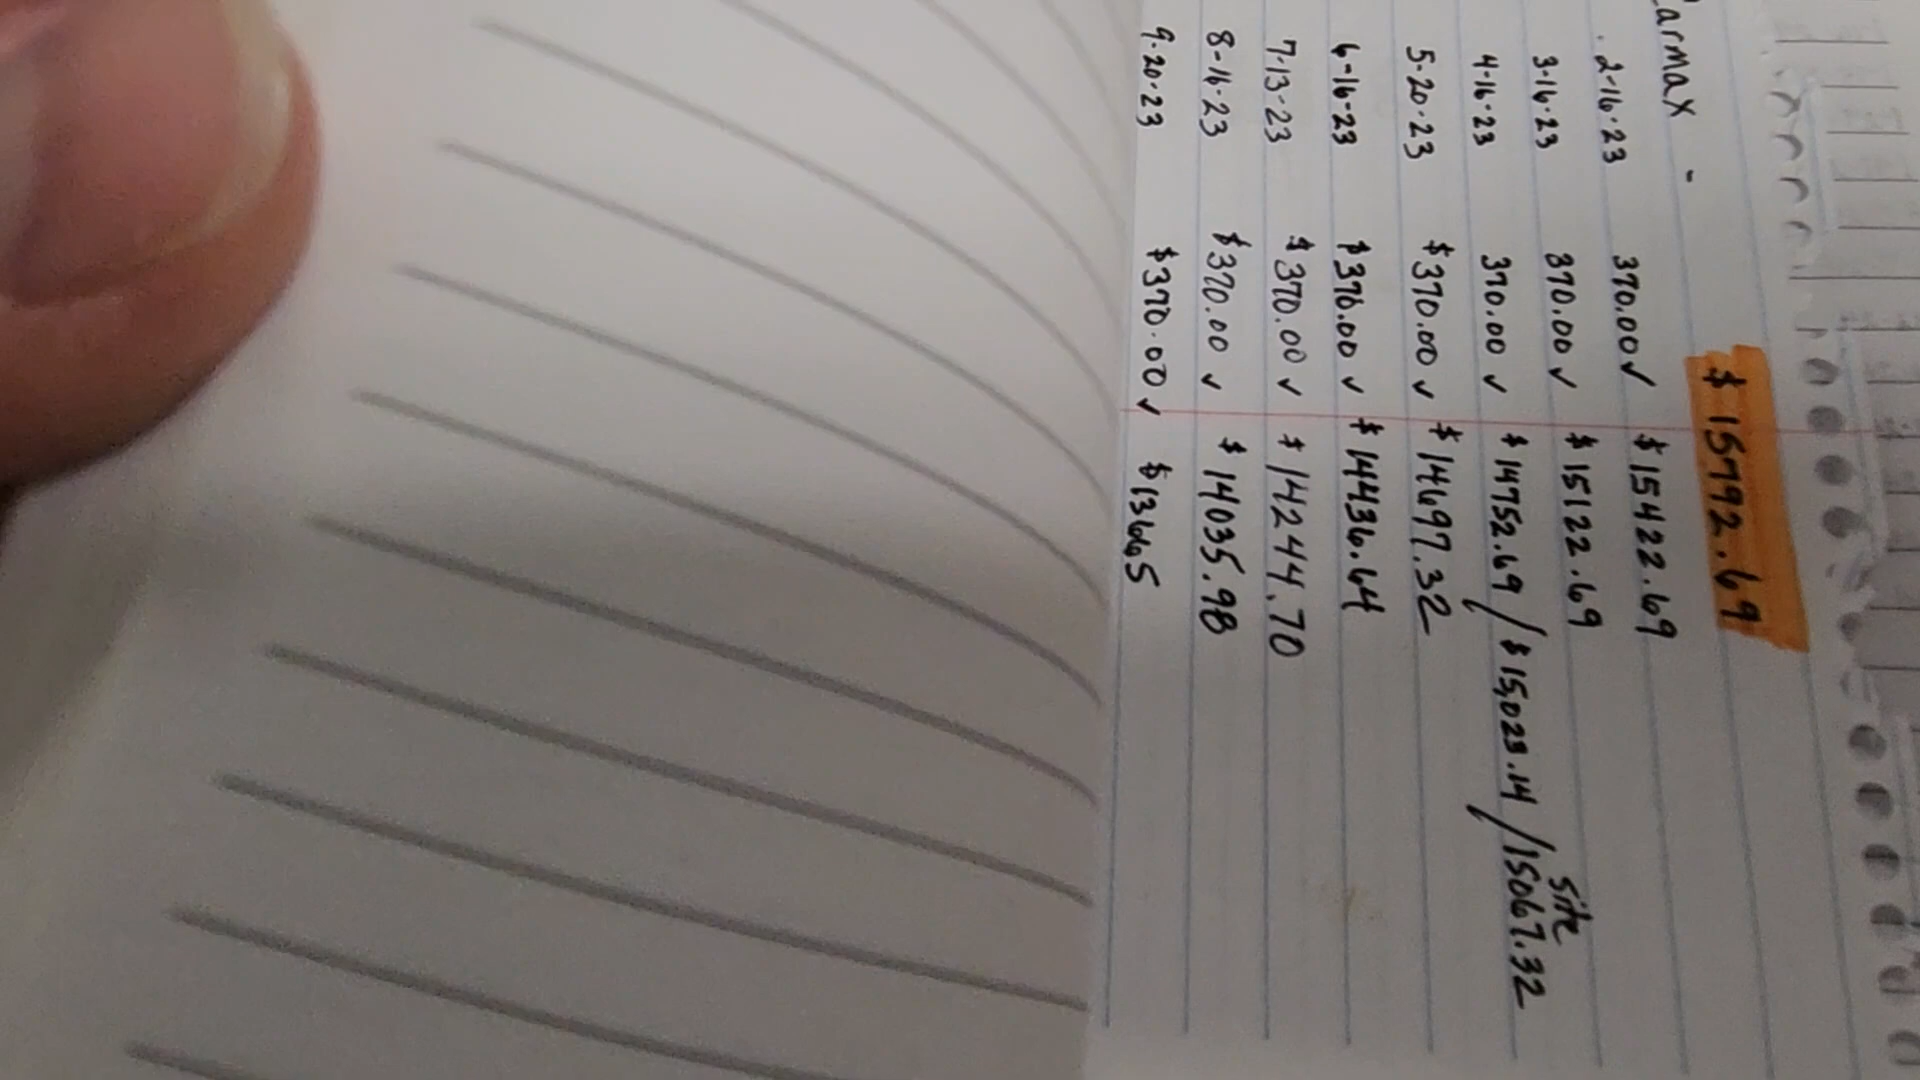 $ 15792.69
Carmax -
. 2-16-23 370.00 ✓ $ 15422.69
3-16-23 370.00 ✓ $ 15122.69
site
4-16-23 370.00 ✓ $ 14752.69 / $ 15,023.14 / 15067.32
5-20-23 $ 370.00 ✓ $ 14697.32
6-16-23 $ 370.00 ✓ $ 14436.64
7-13-23 $ 370.00 ✓ $ 14244.70
8-16-23 $ 370.00 ✓ $ 14035.98
9-20-23 $ 370.00 ✓ $ 13665